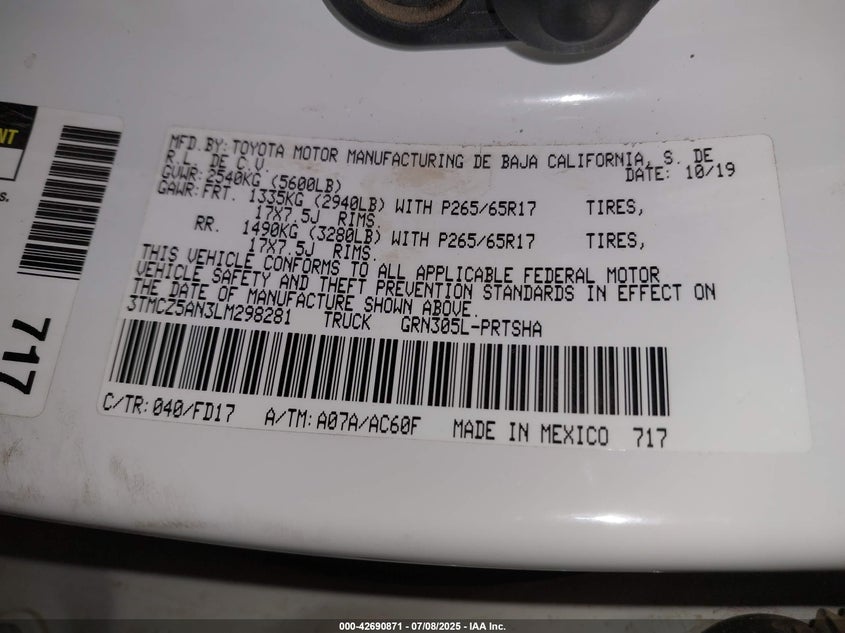 NT
s.
717
MFD.BY:TOYOTA MOTOR MANUFACTURING DE BAJA CALIFORNIA, S. DE
R.L. DE C.V. DATE: 10/19
GVWR:2540KG (5600LB)
GAWR:FRT. 1335KG (2940LB) WITH P265/65R17 TIRES,
17X7.5J RIMS.
RR. 1490KG (3280LB) WITH P265/65R17 TIRES,
17X7.5J RIMS.
THIS VEHICLE CONFORMS TO ALL APPLICABLE FEDERAL MOTOR
VEHICLE SAFETY AND THEFT PREVENTION STANDARDS IN EFFECT ON
THE DATE OF MANUFACTURE SHOWN ABOVE.
3TMCZ5AN3LM298281 TRUCK GRN305L-PRTSHA
C/TR:040/FD17 A/TM:A07A/AC60F MADE IN MEXICO 717
000-42690871 - 07/08/2025 - IAA Inc.